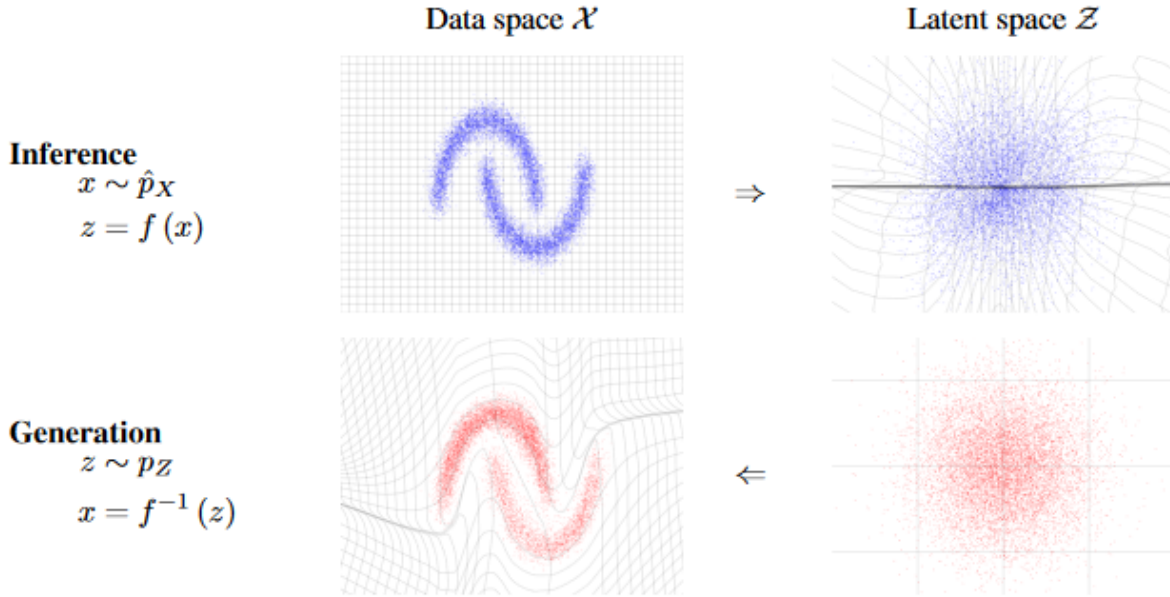 Data space 𝒳
Latent space 𝒵
Inference
x ∼ p̂_X
z = f (x)
⇒
Generation
z ∼ p_Z
x = f⁻¹ (z)
⇐